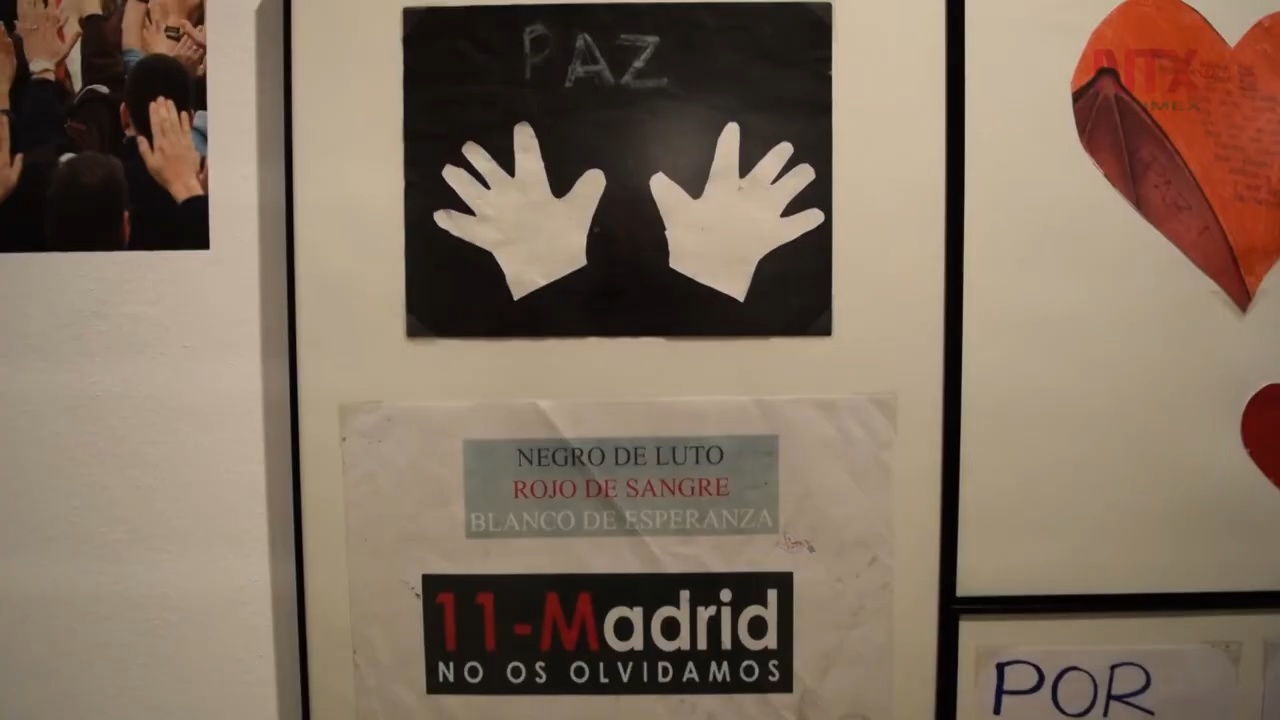 PAZ
NEGRO DE LUTO
ROJO DE SANGRE
BLANCO DE ESPERANZA
11-Madrid
NO OS OLVIDAMOS
POR